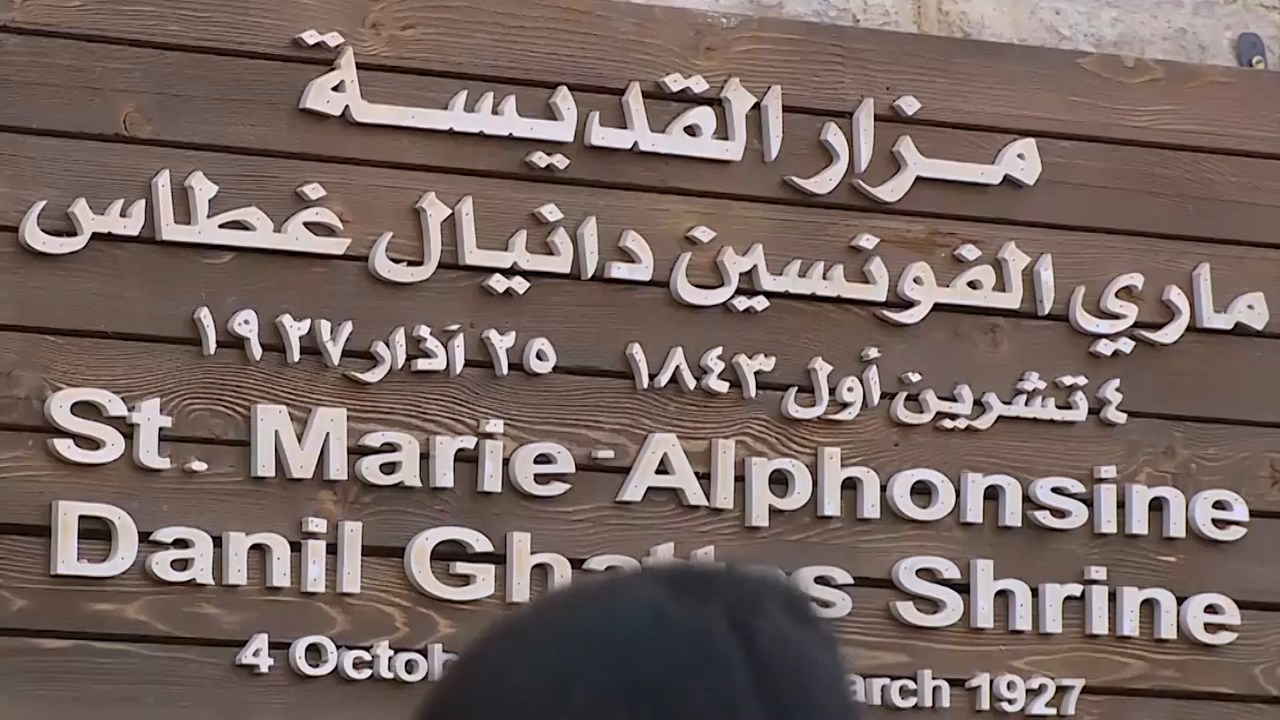 مزار القديسة
ماري الفونسين دانيال غطاس
٤ تشرين أول ١٨٤٣ ٢٥ آذار ١٩٢٧
St. Marie-Alphonsine
Danil Shrine
4 1927